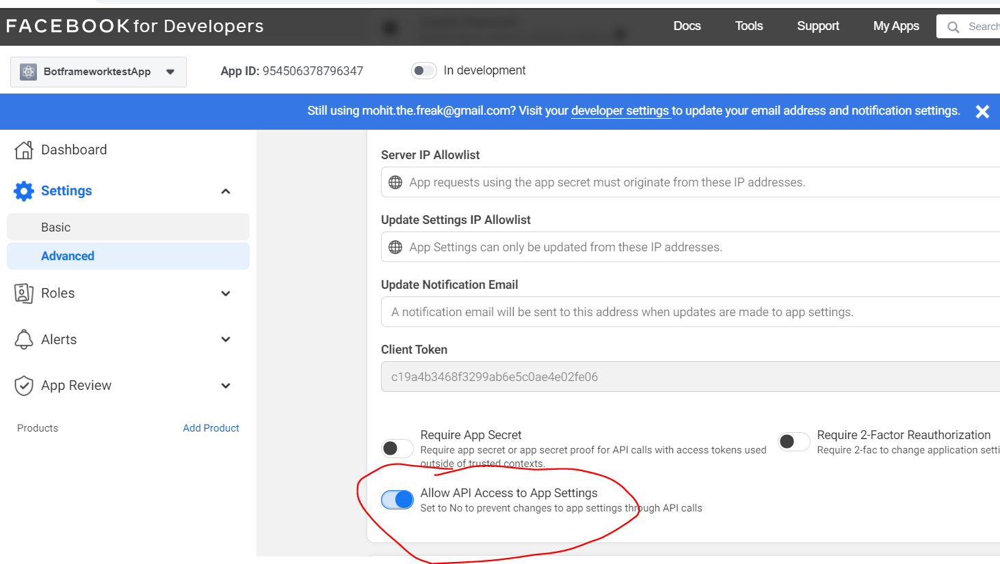 FACEBOOK for Developers
Docs
Tools
Support
My Apps
Search
BotframeworktestApp
App ID: 954506378796347
In development
Still using mohit.the.freak@gmail.com? Visit your developer settings to update your email address and notification settings.
Dashboard
Settings
Basic
Advanced
Roles
Alerts
App Review
Products
Add Product
Server IP Allowlist
App requests using the app secret must originate from these IP addresses.
Update Settings IP Allowlist
App Settings can only be updated from these IP addresses.
Update Notification Email
A notification email will be sent to this address when updates are made to app settings.
Client Token
c19a4b3468f3299ab6e5c0ae4e02fe06
Require App Secret
Require app secret or app secret proof for API calls with access tokens used
outside of trusted contexts.
Require 2-Factor Reauthorization
Require 2-fac to change application setti
Allow API Access to App Settings
Set to No to prevent changes to app settings through API calls